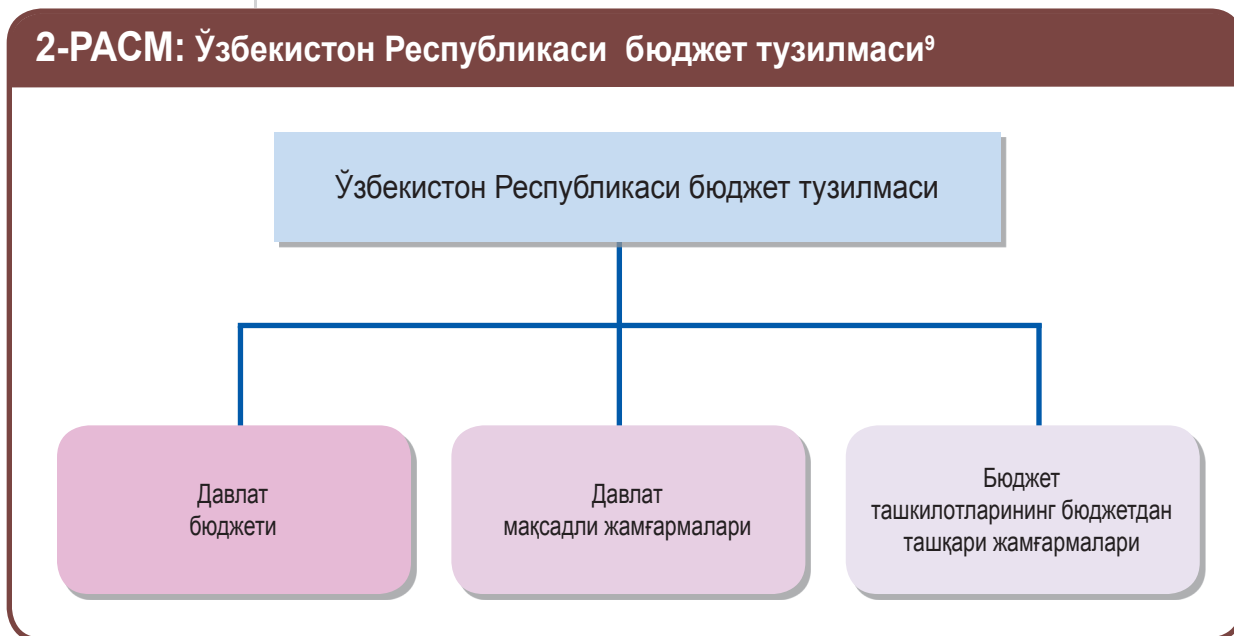 2-РАСМ: Ўзбекистон Республикаси бюджет тузилмаси⁹
Ўзбекистон Республикаси бюджет тузилмаси
Давлат
бюджети
Давлат
мақсадли жамғармалари
Бюджет
ташкилотларининг бюджетдан
ташқари жамғармалари